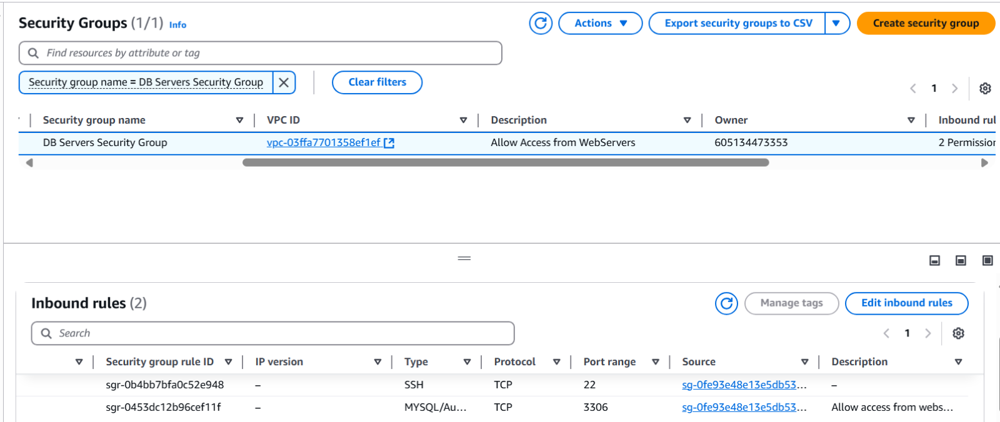 Security Groups (1/1) Info
Actions
Export security groups to CSV
Create security group
Find resources by attribute or tag
Security group name = DB Servers Security Group
Clear filters
1
Security group name VPC ID Description Owner Inbound rul
DB Servers Security Group vpc-03ffa7701358ef1ef Allow Access from WebServers 605134473353 2 Permission
Inbound rules (2)
Manage tags
Edit inbound rules
Search
1
Security group rule ID IP version Type Protocol Port range Source Description
sgr-0b4bb7bfa0c52e948 – SSH TCP 22 sg-0fe93e48e13e5db53... –
sgr-0453dc12b96cef11f – MYSQL/Au... TCP 3306 sg-0fe93e48e13e5db53... Allow access from webs...